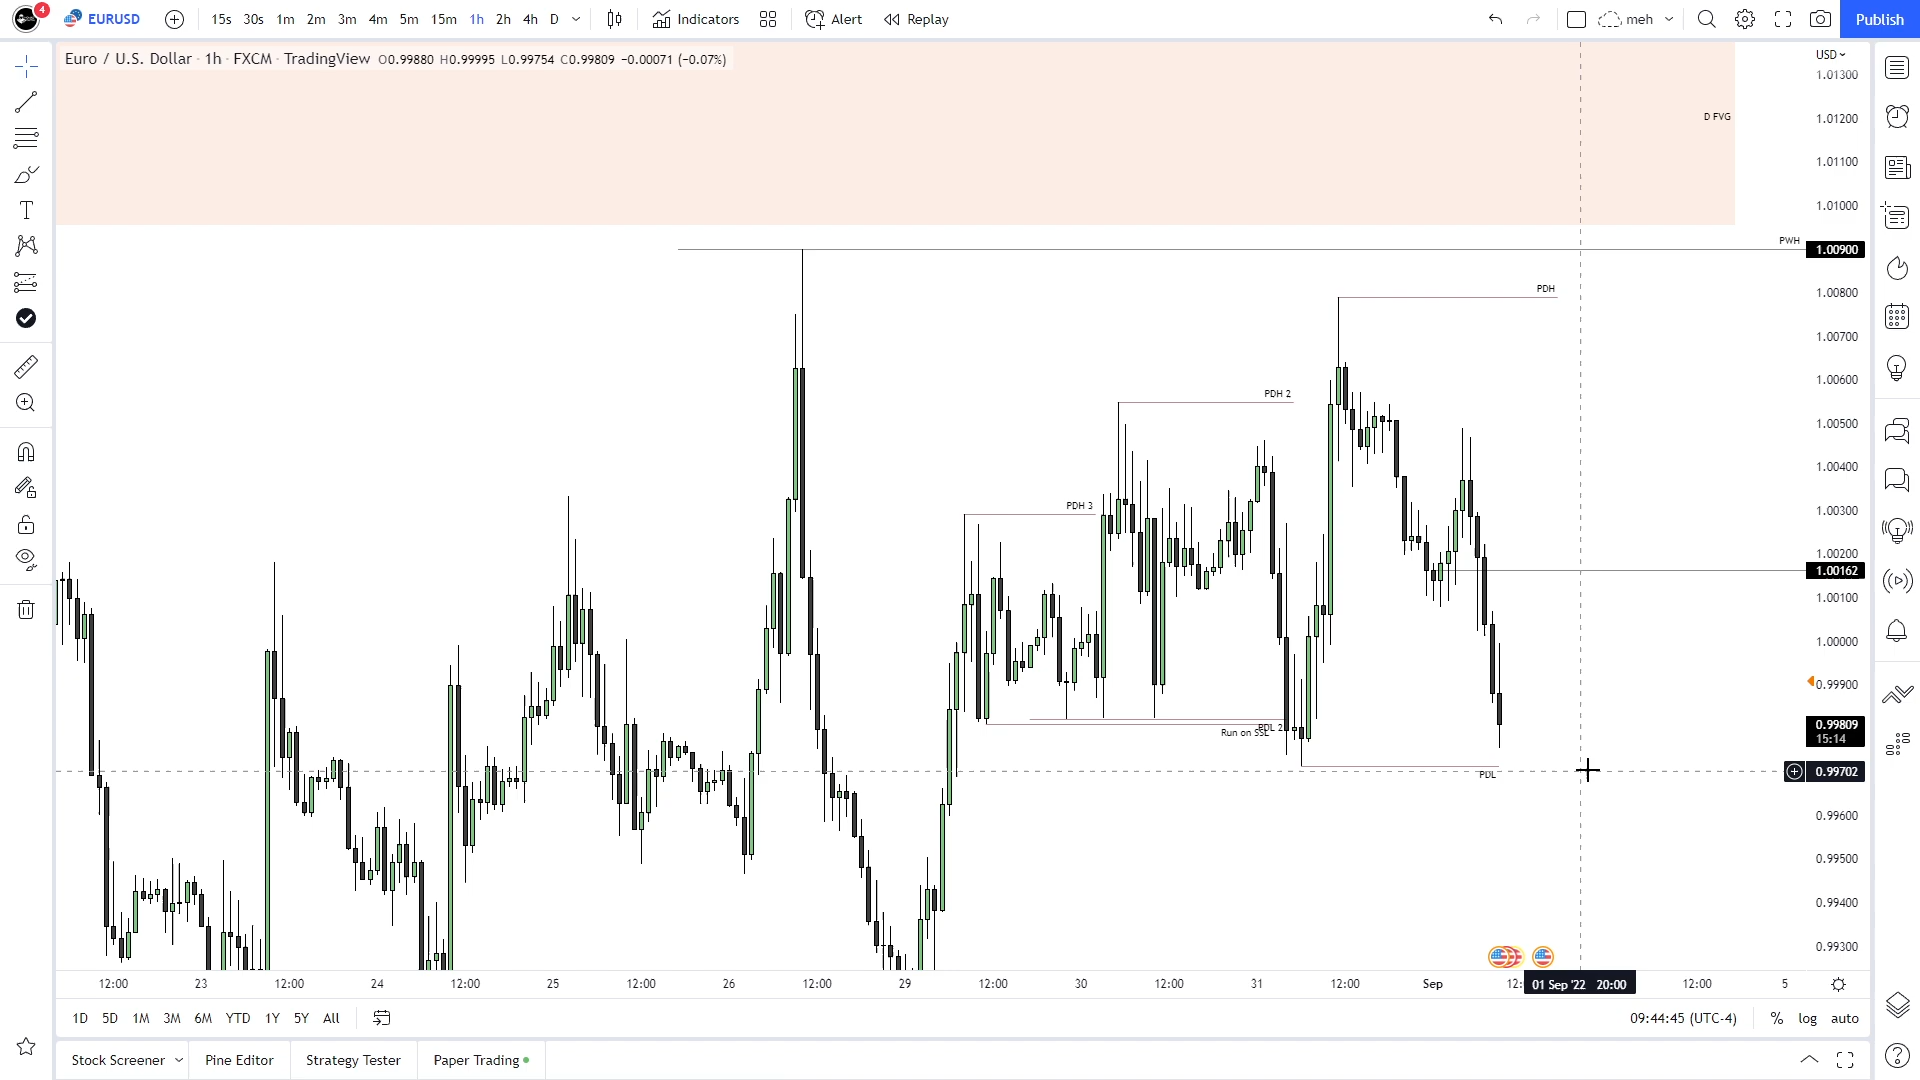 4
EURUSD
15s 30s 1m 2m 3m 4m 5m 15m 1h 2h 4h D
Indicators
Alert
Replay
meh
Publish
Euro / U.S. Dollar · 1h · FXCM · TradingView O0.99880 H0.99995 L0.99754 C0.99809 −0.00071 (−0.07%)
USD
1.01300
D FVG
1.01200
1.01100
1.01000
PWH
1.00900
PDH
1.00800
1.00700
1.00600
PDH 2
1.00500
1.00400
PDH 3
1.00300
1.00200
1.00162
1.00100
1.00000
0.99900
PDL 2
Run on SSL
0.99809
15:14
PDL
0.99702
0.99600
0.99500
0.99400
0.99300
12:00 23 12:00 24 12:00 25 12:00 26 12:00 29 12:00 30 12:00 31 12:00 Sep 12: 01 Sep '22 20:00 12:00 5
1D 5D 1M 3M 6M YTD 1Y 5Y All
09:44:45 (UTC-4) % log auto
Stock Screener Pine Editor Strategy Tester Paper Trading